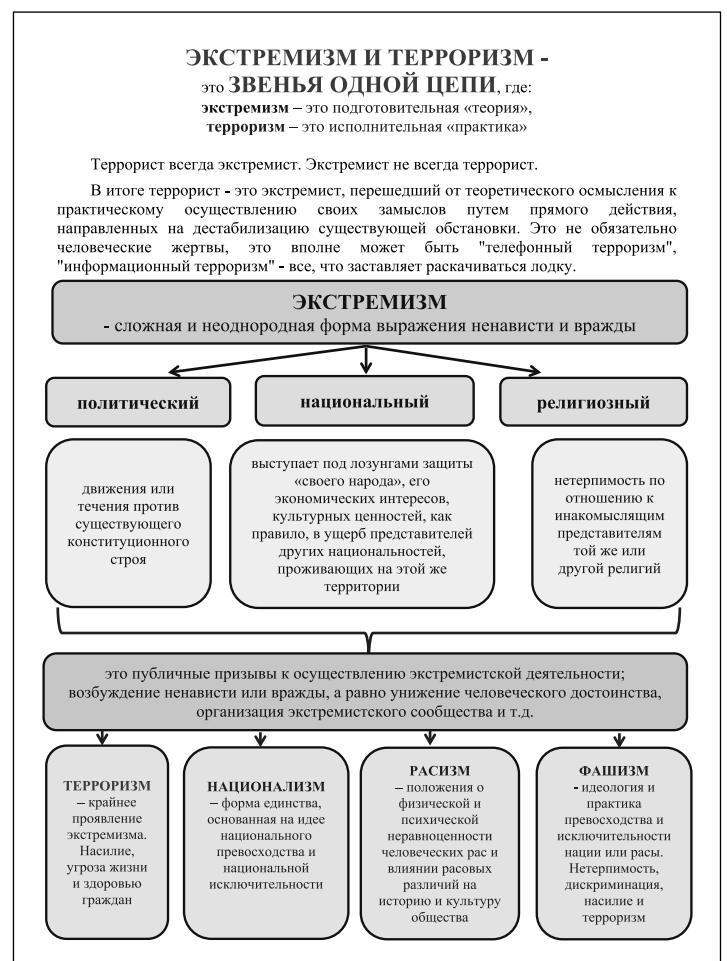 ЭКСТРЕМИЗМ И ТЕРРОРИЗМ -
это ЗВЕНЬЯ ОДНОЙ ЦЕПИ, где:
экстремизм – это подготовительная «теория»,
терроризм – это исполнительная «практика»
Террорист всегда экстремист. Экстремист не всегда террорист.
В итоге террорист - это экстремист, перешедший от теоретического осмысления к
практическому осуществлению своих замыслов путем прямого действия,
направленных на дестабилизацию существующей обстановки. Это не обязательно
человеческие жертвы, это вполне может быть "телефонный терроризм",
"информационный терроризм" - все, что заставляет раскачиваться лодку.
ЭКСТРЕМИЗМ
- сложная и неоднородная форма выражения ненависти и вражды
политический
национальный
религиозный
движения или
течения против
существующего
конституционного
строя
выступает под лозунгами защиты
«своего народа», его
экономических интересов,
культурных ценностей, как
правило, в ущерб представителей
других национальностей,
проживающих на этой же
территории
нетерпимость по
отношению к
инакомыслящим
представителям
той же или
другой религий
это публичные призывы к осуществлению экстремистской деятельности;
возбуждение ненависти или вражды, а равно унижение человеческого достоинства,
организация экстремистского сообщества и т.д.
ТЕРРОРИЗМ
– крайнее
проявление
экстремизма.
Насилие,
угроза жизни
и здоровью
граждан
НАЦИОНАЛИЗМ
– форма единства,
основанная на идее
национального
превосходства и
национальной
исключительности
РАСИЗМ
– положения о
физической и
психической
неравноценности
человеческих рас и
влиянии расовых
различий на
историю и культуру
общества
ФАШИЗМ
- идеология и
практика
превосходства и
исключительности
нации или расы.
Нетерпимость,
дискриминация,
насилие и
терроризм